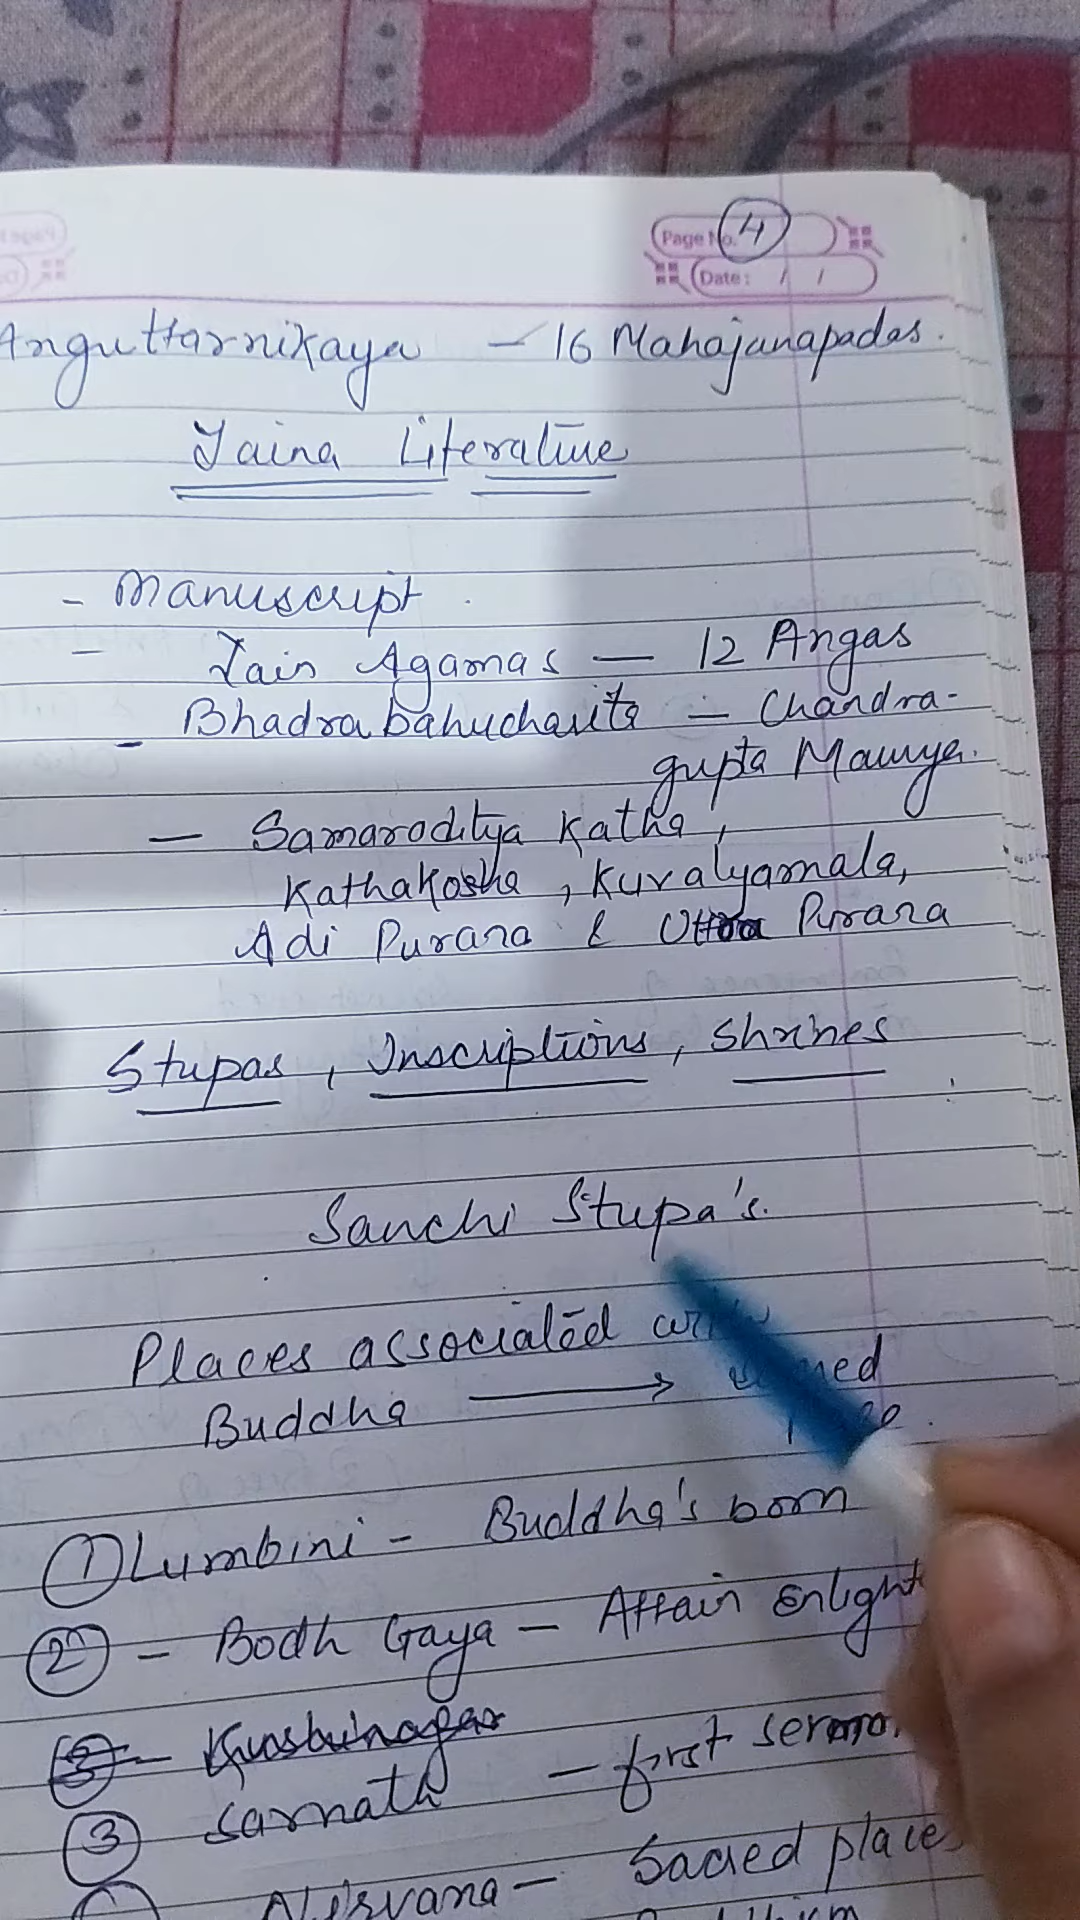 Page No. 4
Date: / /
Anguttarnikaya - 16 Mahajanapadas.
Jaina Literature
- Manuscript.
- Jain Agamas — 12 Angas
- Bhadrabahucharita - Chandra-
gupta Maurya.
— Samaroditya Katha,
Kathakosha, Kuvalyamala,
Adi Purana & Uttra Purana
Stupas, Inscriptions, Shrines
Sanchi Stupa's.
Places associated
Buddha →
① Lumbini - Buddha's born
② - Bodh Gaya - Attain Enlight
③ - Kushinagar
③ Sarnath - first sermon
Nirvana - Sacred place